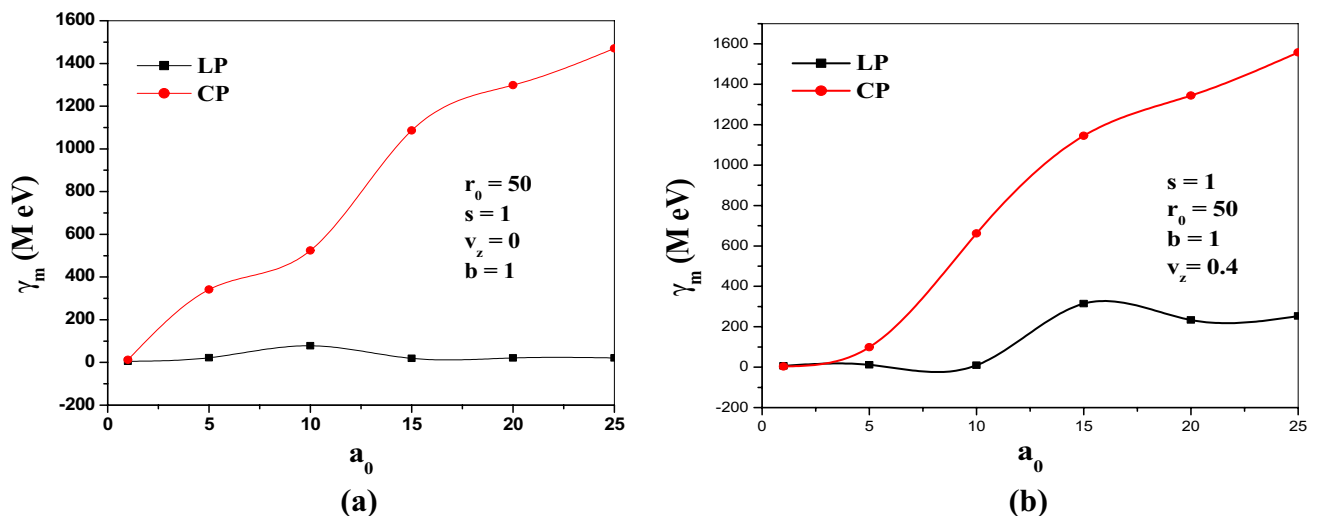 1600
1400
1200
1000
800
600
400
200
0
-200
γm (M eV)
LP
CP
r0 = 50
s = 1
vz = 0
b = 1
0 5 10 15 20 25
a0
(a)
1600
1400
1200
1000
800
600
400
200
0
-200
γm (M eV)
LP
CP
s = 1
r0 = 50
b = 1
vz = 0.4
0 5 10 15 20 25
a0
(b)